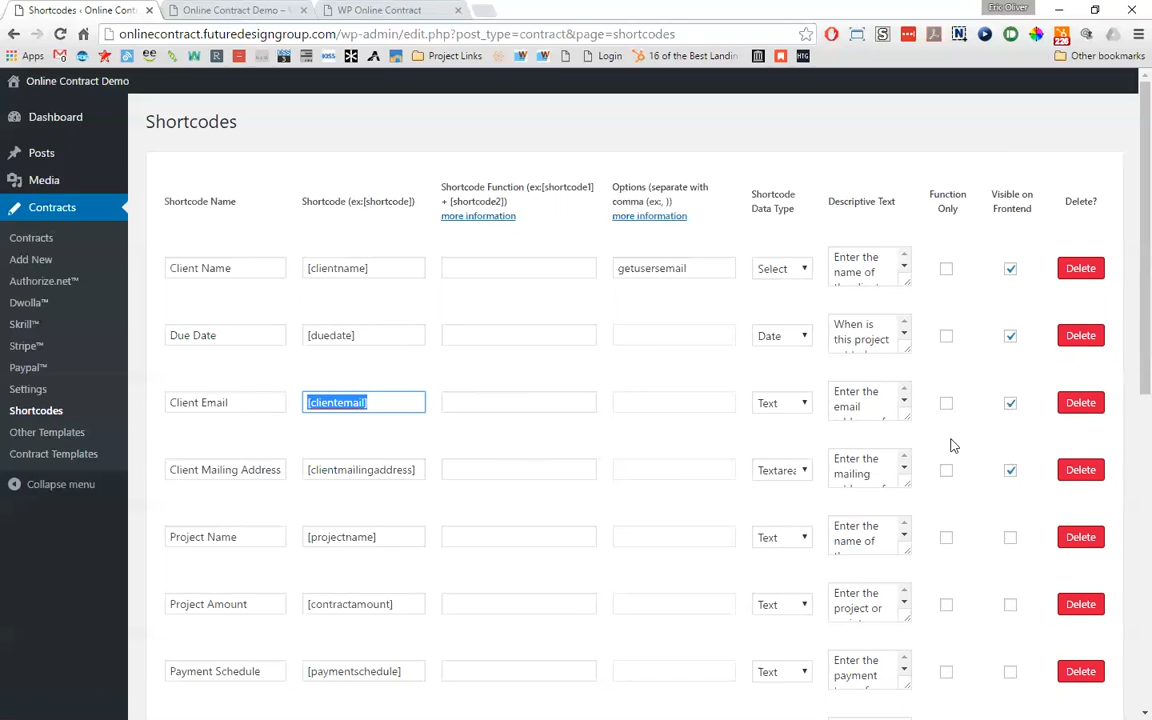 Shortcodes ‹ Online Contr
Online Contract Demo –
WP Online Contract
Eric Oliver
onlinecontract.futuredesigngroup.com/wp-admin/edit.php?post_type=contract&page=shortcodes
Apps
Project Links
Login
16 of the Best Landin
Other bookmarks
228
Online Contract Demo
Dashboard
Posts
Media
Contracts
Contracts
Add New
Authorize.net™
Dwolla™
Skrill™
Stripe™
Paypal™
Settings
Shortcodes
Other Templates
Contract Templates
Collapse menu
Shortcodes
Shortcode Name
Shortcode (ex:[shortcode])
Shortcode Function (ex:[shortcode1]
+ [shortcode2])
more information
Options (separate with
comma (ex, ))
more information
Shortcode
Data Type
Descriptive Text
Function
Only
Visible on
Frontend
Delete?
Client Name
[clientname]
getusersemail
Select
Enter the
name of
Delete
Due Date
[duedate]
Date
When is
this project
Delete
Client Email
[clientemail]
Text
Enter the
email
Delete
Client Mailing Address
[clientmailingaddress]
Textarea
Enter the
mailing
Delete
Project Name
[projectname]
Text
Enter the
name of
Delete
Project Amount
[contractamount]
Text
Enter the
project or
Delete
Payment Schedule
[paymentschedule]
Text
Enter the
payment
Delete